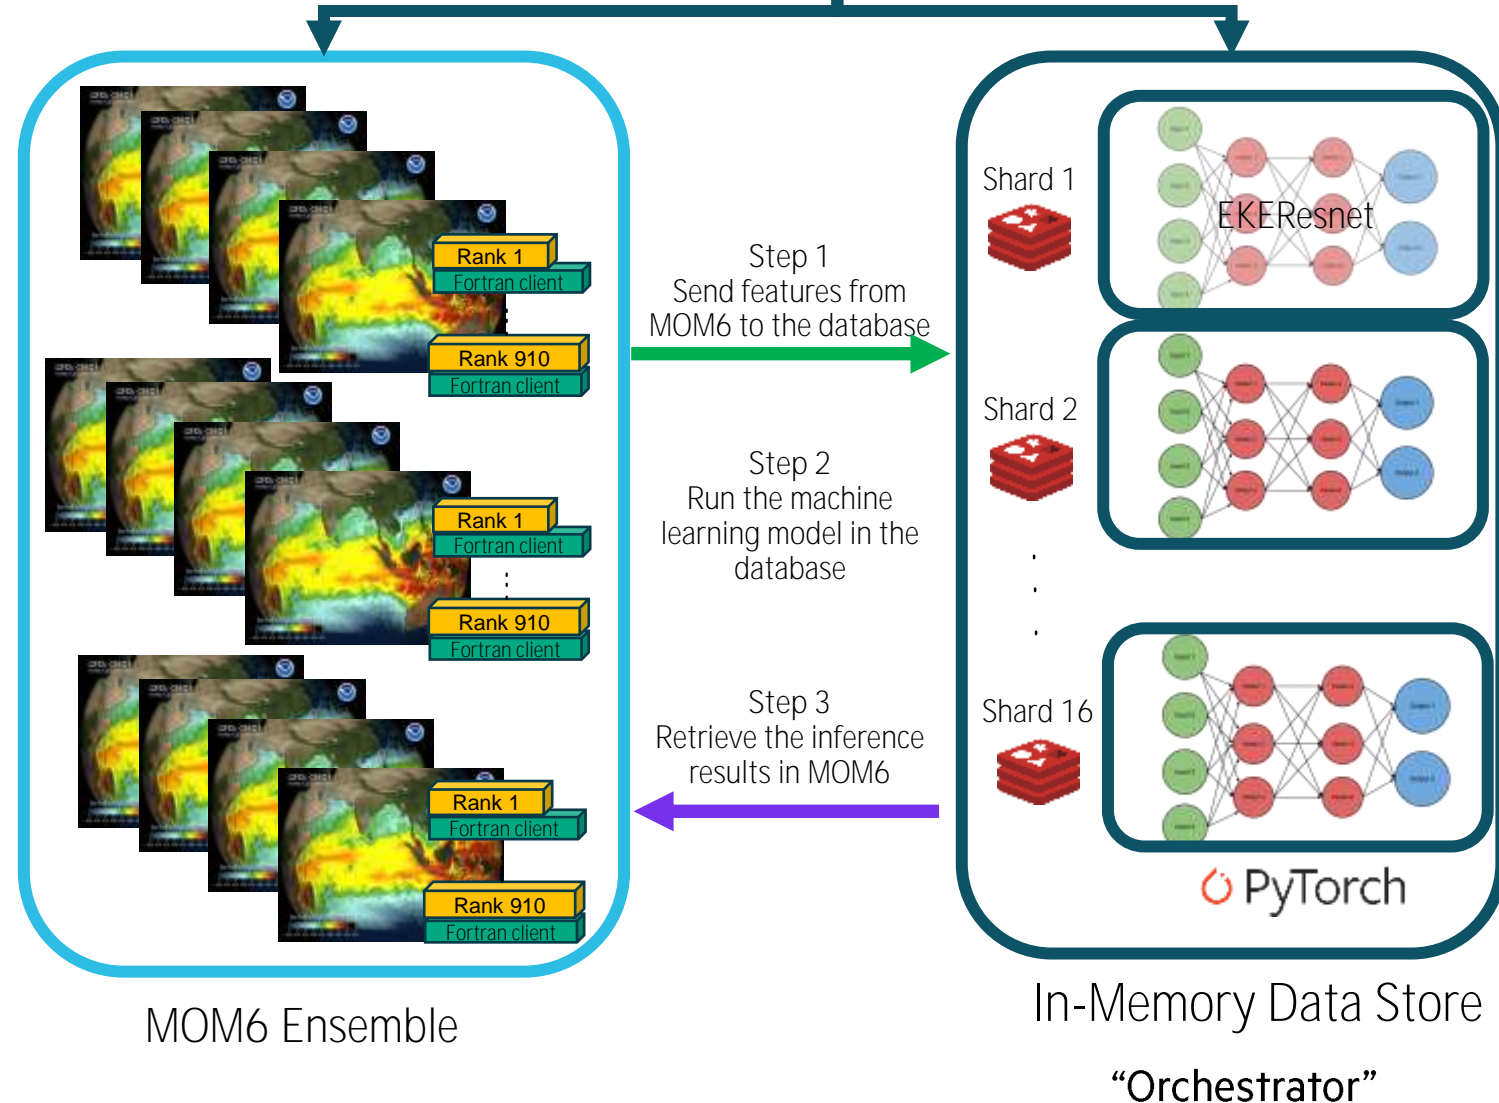 Rank 1
Fortran client
Rank 910
Fortran client
Rank 1
Fortran client
Rank 910
Fortran client
Rank 1
Fortran client
Rank 910
Fortran client
MOM6 Ensemble
Step 1
Send features from
MOM6 to the database
Step 2
Run the machine
learning model in the
database
Step 3
Retrieve the inference
results in MOM6
Shard 1
EKEResnet
Shard 2
Shard 16
PyTorch
In-Memory Data Store
“Orchestrator”